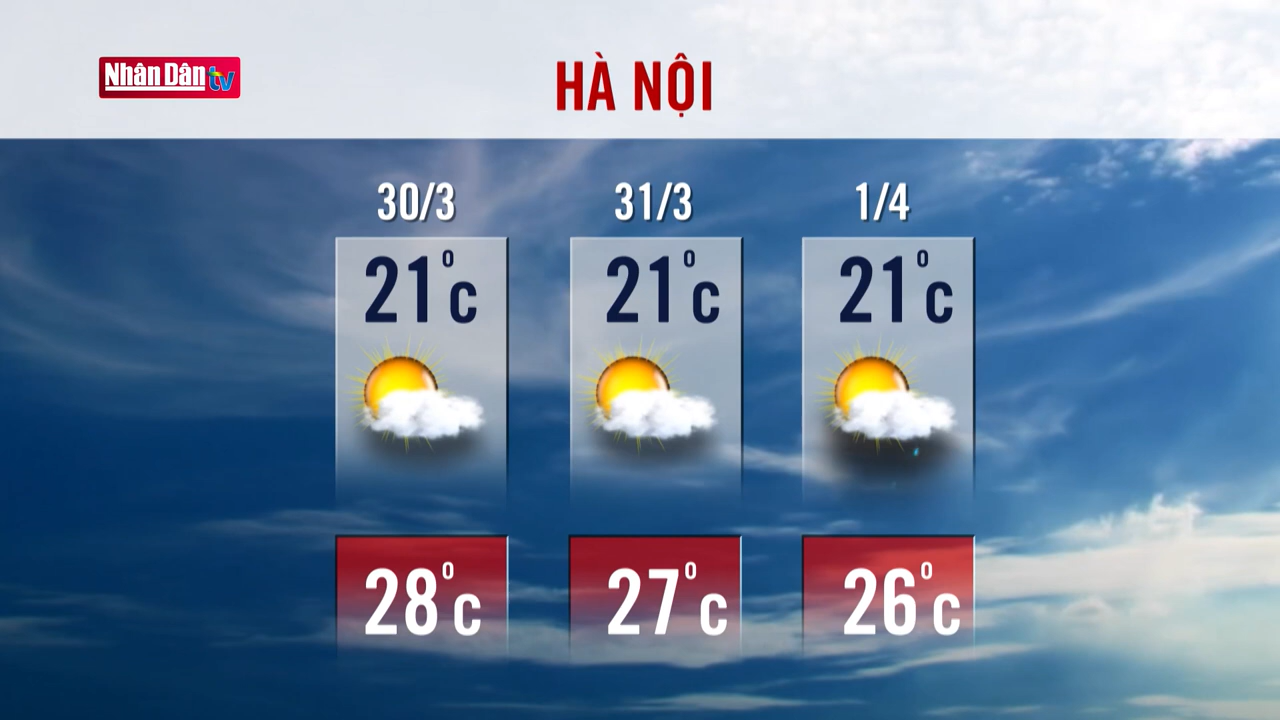 Nhân Dân tv
HÀ NỘI
30/3 31/3 1/4
21°C 21°C 21°C
28°C 27°C 26°C